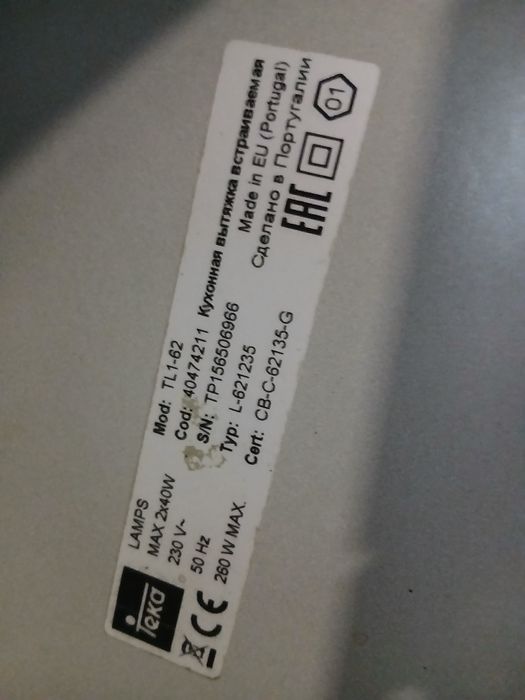 Teka
LAMPS
MAX 2x40W
230 V~
50 Hz
260 W MAX.
Mod: TL1-62
Cod: 40474211 Кухонная вытяжка встраиваемая
S/N: TP156506966
Typ: L-621235
Cert: CB-C-62135-G
Made in EU (Portugal)
Сделано в Португалии
EAC
01
CE